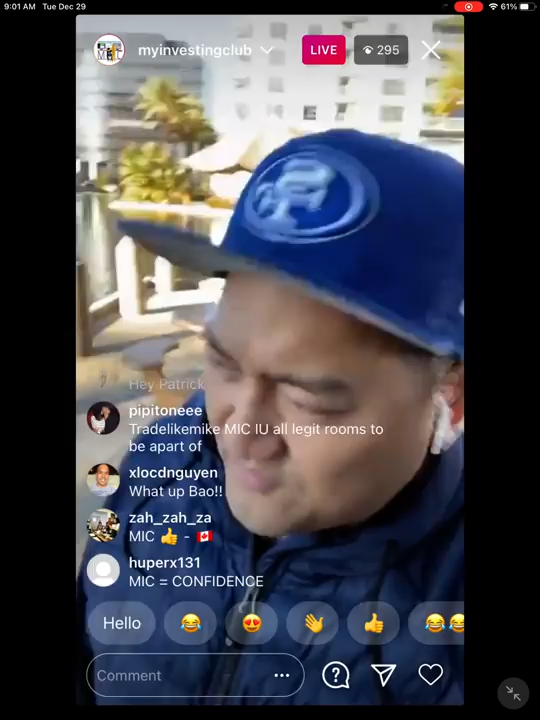 9:01 AM Tue Dec 29
61%
myinvestingclub
LIVE
295
SF
Hey Patrick
pipitoneee
Tradelikemike MIC IU all legit rooms to
be apart of
xlocdnguyen
What up Bao!!
zah_zah_za
MIC 👍 - 🇨🇦
huperx131
MIC = CONFIDENCE
Hello 😂 😍 👋 👍 😂😂
Comment ...